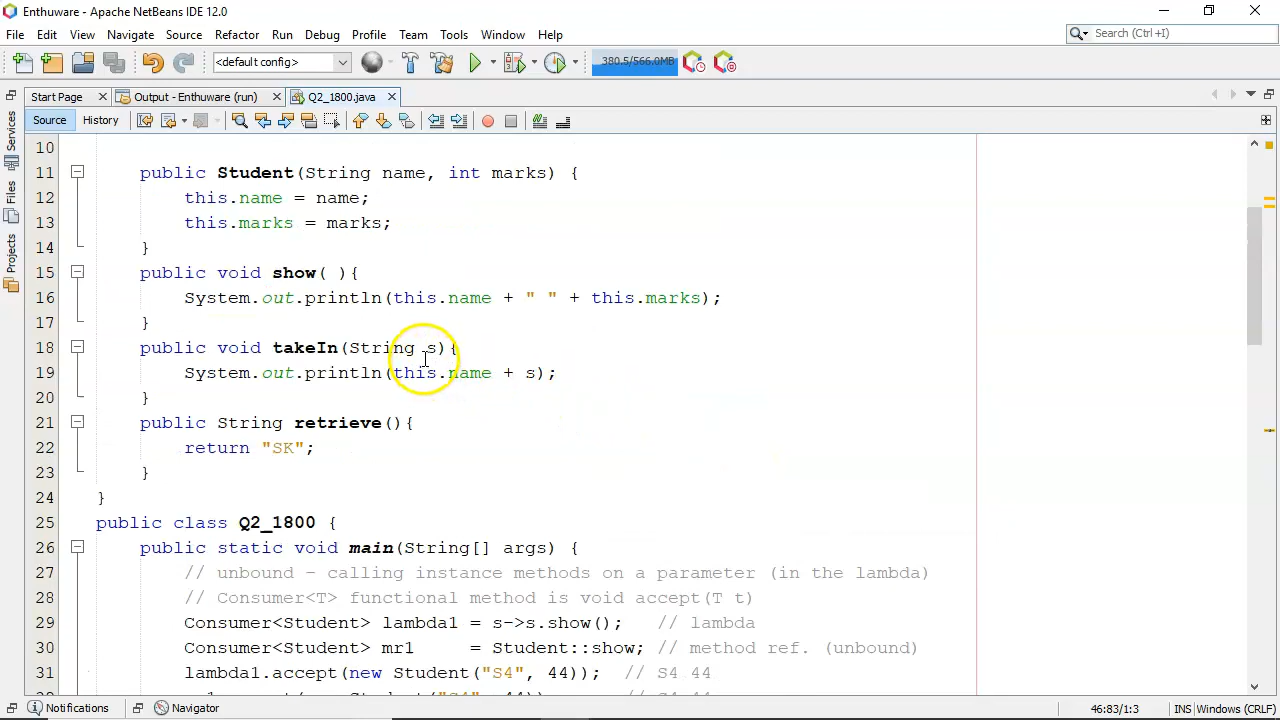 Enthuware - Apache NetBeans IDE 12.0
File Edit View Navigate Source Refactor Run Debug Profile Team Tools Window Help
Search (Ctrl +I)
<default config> 380.5/566.0MB
Start Page Output - Enthuware (run) Q2_1800.java
Source History
Services
Files
Projects
10
11 public Student(String name, int marks) {
12 this.name = name;
13 this.marks = marks;
14 }
15 public void show( ){
16 System.out.println(this.name + " " + this.marks);
17 }
18 public void takeIn(String s){
19 System.out.println(this.name + s);
20 }
21 public String retrieve(){
22 return "SK";
23 }
24 }
25 public class Q2_1800 {
26 public static void main(String[] args) {
27 // unbound - calling instance methods on a parameter (in the lambda)
28 // Consumer<T> functional method is void accept(T t)
29 Consumer<Student> lambda1 = s->s.show(); // lambda
30 Consumer<Student> mr1 = Student::show; // method ref. (unbound)
31 lambda1.accept(new Student("S4", 44)); // S4 44
Notifications Navigator 46:83/1:3 INS Windows (CRLF)